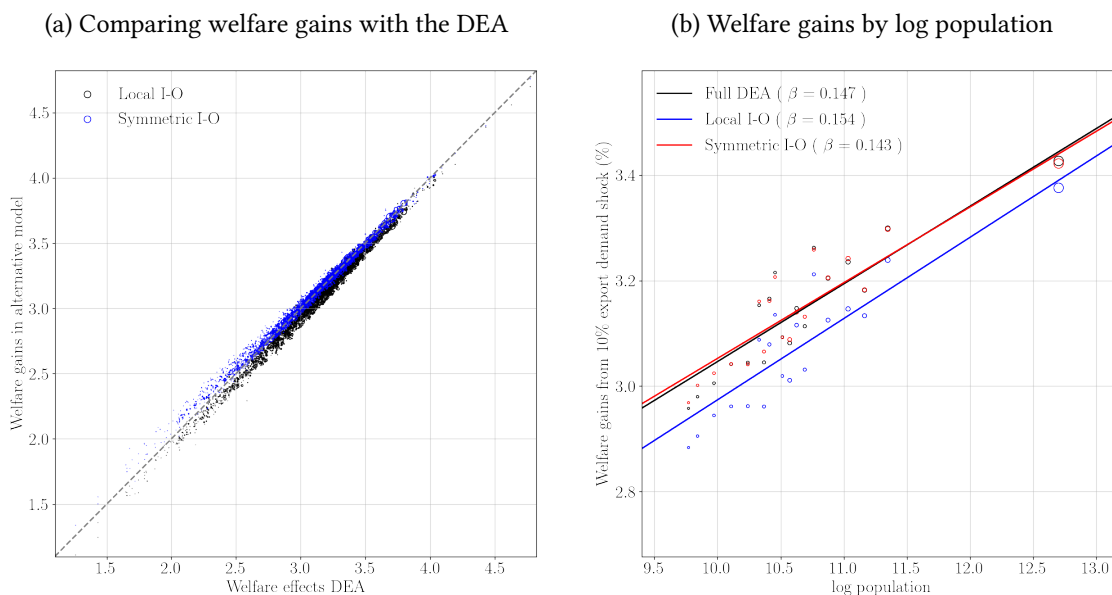 (a) Comparing welfare gains with the DEA
Welfare gains in alternative model
4.5
4.0
3.5
3.0
2.5
2.0
1.5
Local I-O
Symmetric I-O
1.5 2.0 2.5 3.0 3.5 4.0 4.5
Welfare effects DEA
(b) Welfare gains by log population
Welfare gains from 10% export demand shock (%)
3.4
3.2
3.0
2.8
Full DEA ( β = 0.147 )
Local I-O ( β = 0.154 )
Symmetric I-O ( β = 0.143 )
9.5 10.0 10.5 11.0 11.5 12.0 12.5 13.0
log population